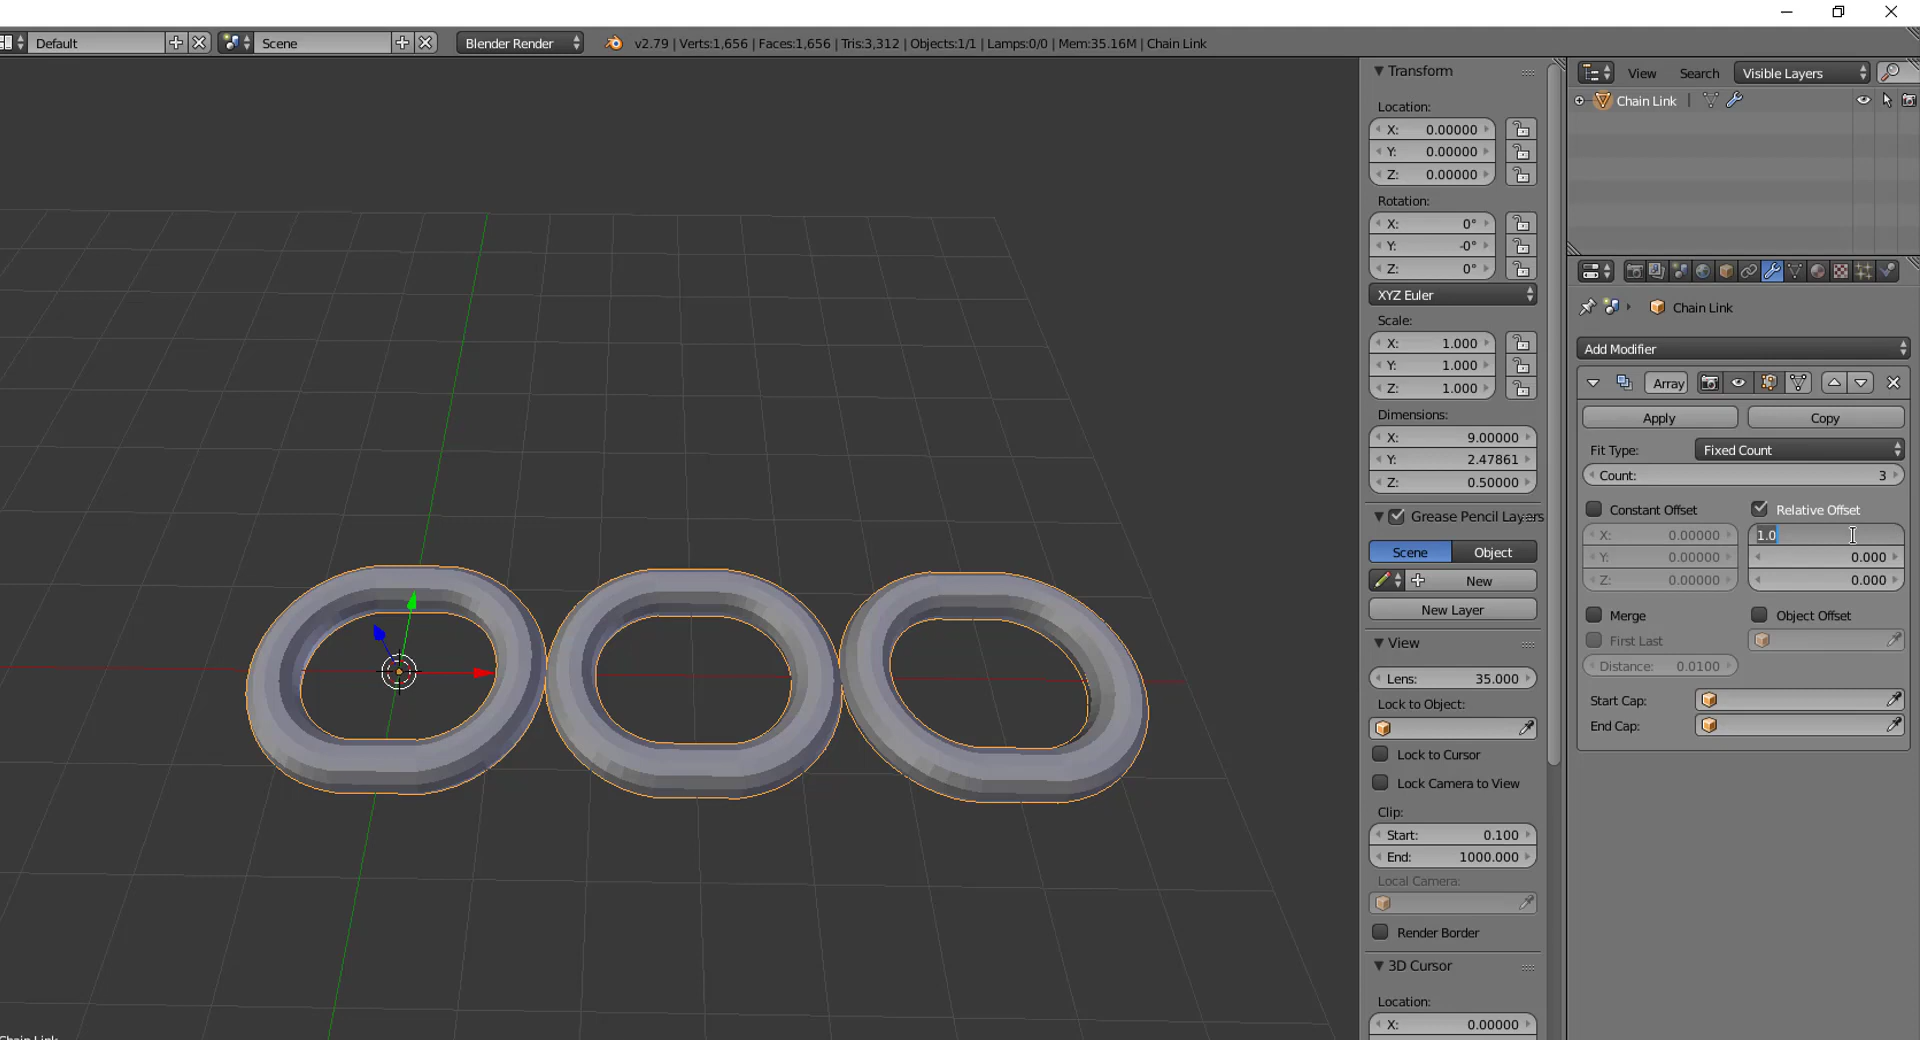 Default
Scene
Blender Render
v2.79 | Verts:1,656 | Faces:1,656 | Tris:3,312 | Objects:1/1 | Lamps:0/0 | Mem:35.16M | Chain Link
Transform
Location:
X: 0.00000
Y: 0.00000
Z: 0.00000
Rotation:
X: 0°
Y: -0°
Z: 0°
XYZ Euler
Scale:
X: 1.000
Y: 1.000
Z: 1.000
Dimensions:
X: 9.00000
Y: 2.47861
Z: 0.50000
Grease Pencil Layers
Scene Object
New
New Layer
View
Lens: 35.000
Lock to Object:
Lock to Cursor
Lock Camera to View
Clip:
Start: 0.100
End: 1000.000
Local Camera:
Render Border
3D Cursor
Location:
X: 0.00000
View Search Visible Layers
Chain Link
Chain Link
Add Modifier
Array
Apply Copy
Fit Type: Fixed Count
Count: 3
Constant Offset Relative Offset
X: 0.00000 1.0
Y: 0.00000 0.000
Z: 0.00000 0.000
Merge Object Offset
First Last
Distance: 0.0100
Start Cap:
End Cap: